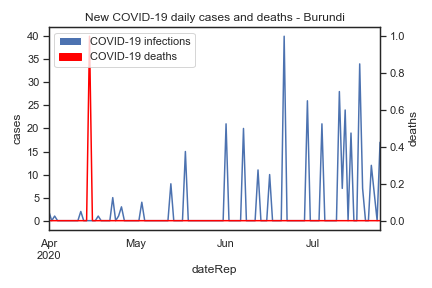 New COVID-19 daily cases and deaths - Burundi
COVID-19 infections
COVID-19 deaths
40
35
30
25
20
15
10
5
0
cases
1.0
0.8
0.6
0.4
0.2
0.0
deaths
Apr
2020
May
Jun
Jul
dateRep